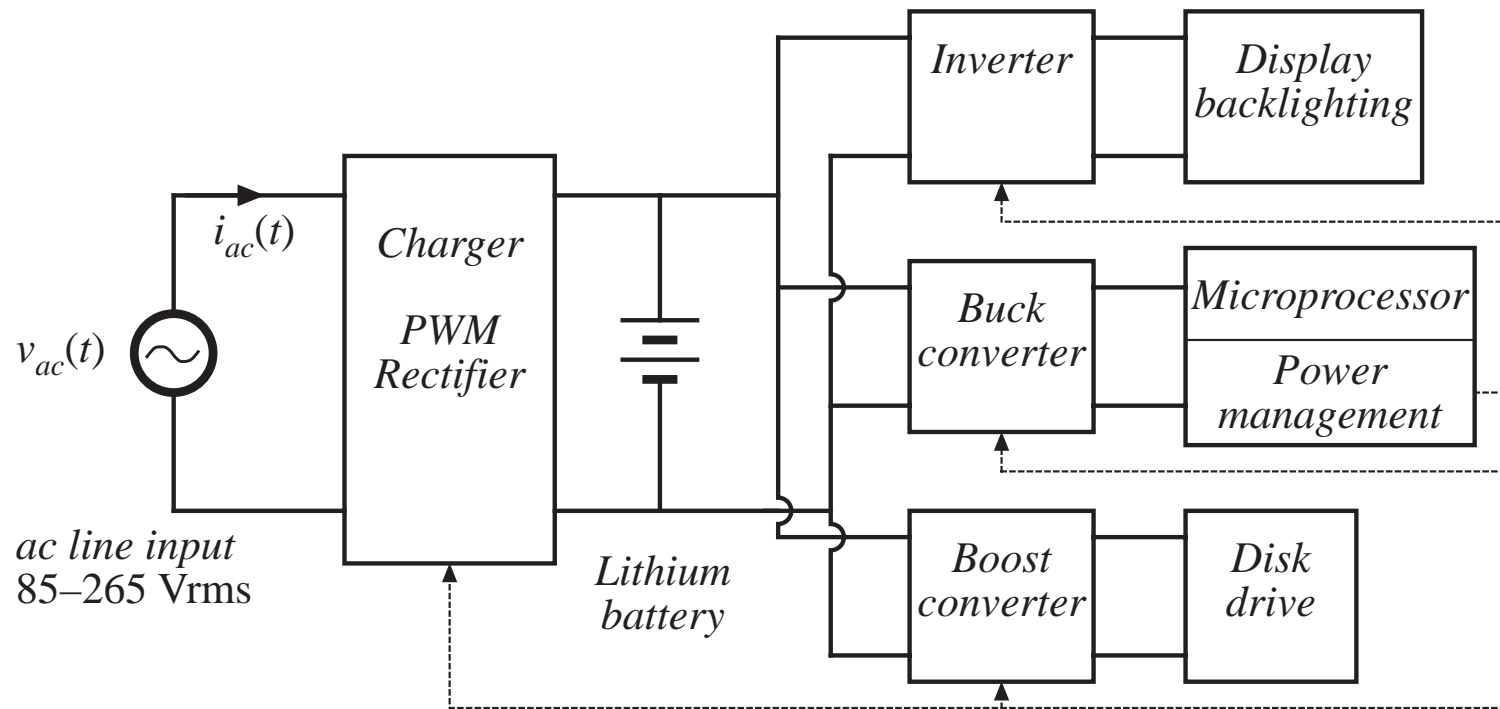 Inverter
Display
backlighting
i_ac(t)
Charger
PWM
Rectifier
v_ac(t)
Buck
converter
Microprocessor
Power
management
ac line input
85–265 Vrms
Lithium
battery
Boost
converter
Disk
drive